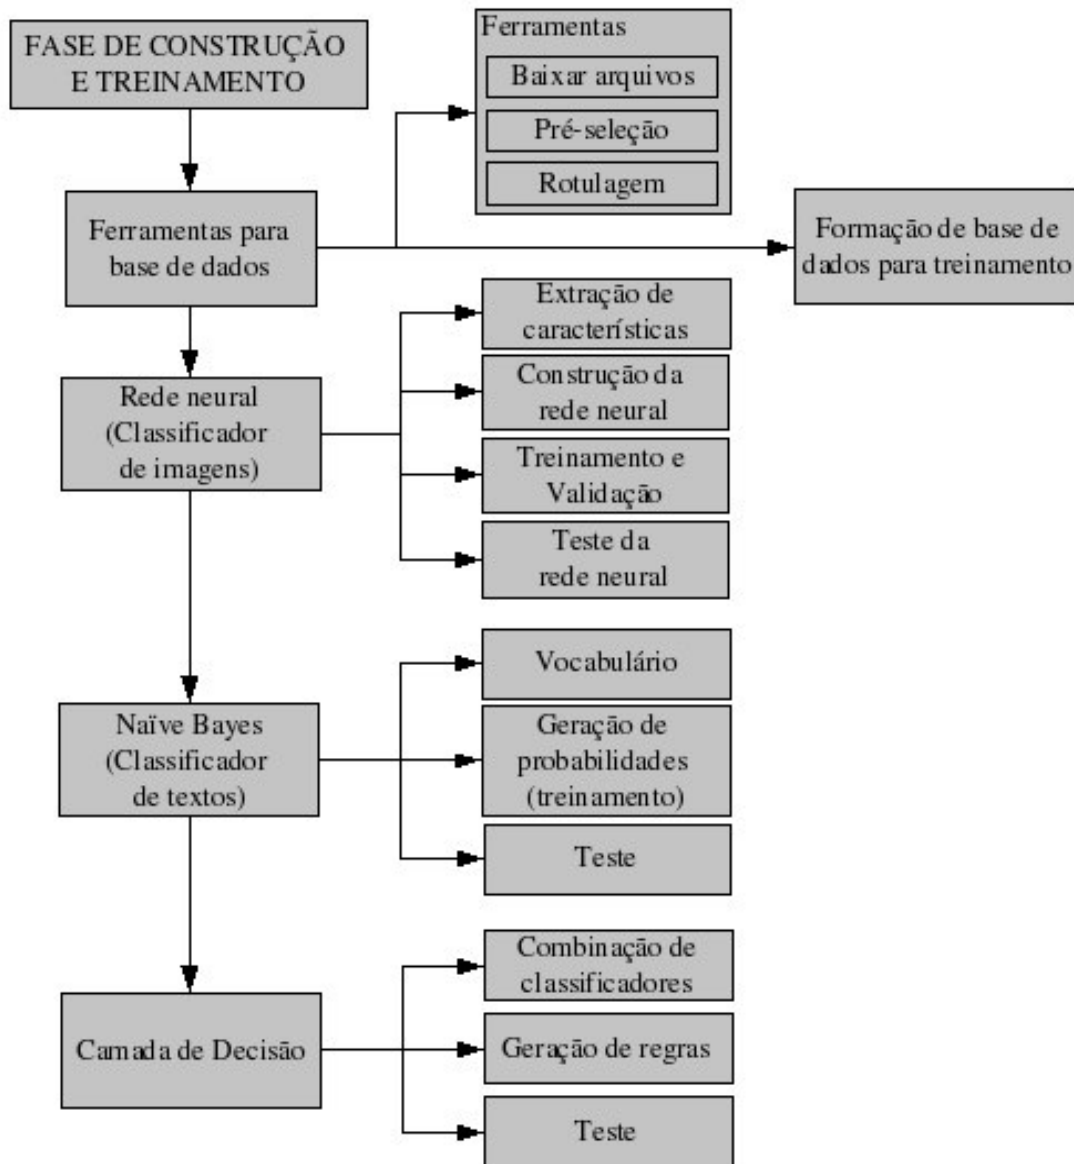 FASE DE CONSTRUÇÃO
E TREINAMENTO
Ferramentas
Baixar arquivos
Pré-seleção
Rotulagem
Ferramentas para
base de dados
Formação de base de
dados para treinamento
Extração de
características
Construção da
rede neural
Treinamento e
Validação
Teste da
rede neural
Rede neural
(Classificador
de imagens)
Vocabulário
Geração de
probabilidades
(treinamento)
Teste
Naïve Bayes
(Classificador
de textos)
Combinação de
classificadores
Geração de regras
Teste
Camada de Decisão